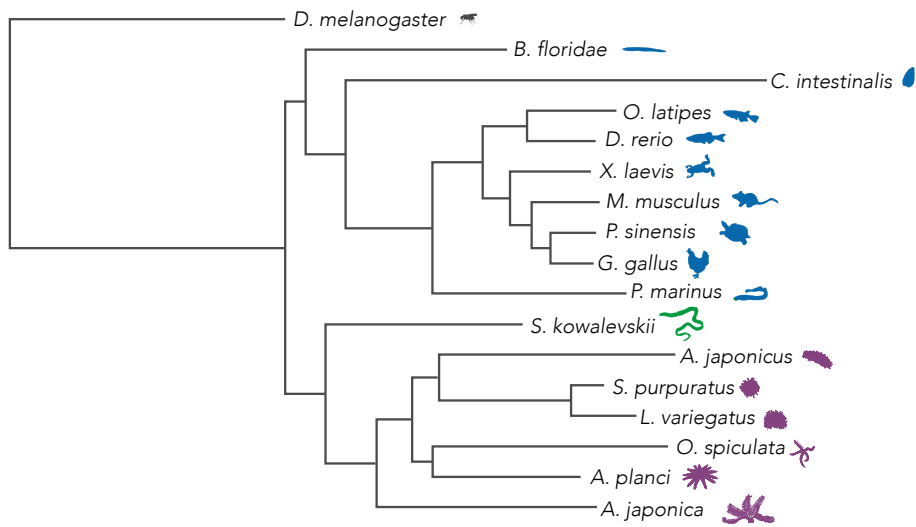 D. melanogaster
B. floridae
C. intestinalis
O. latipes
D. rerio
X. laevis
M. musculus
P. sinensis
G. gallus
P. marinus
S. kowalevskii
A. japonicus
S. purpuratus
L. variegatus
O. spiculata
A. planci
A. japonica